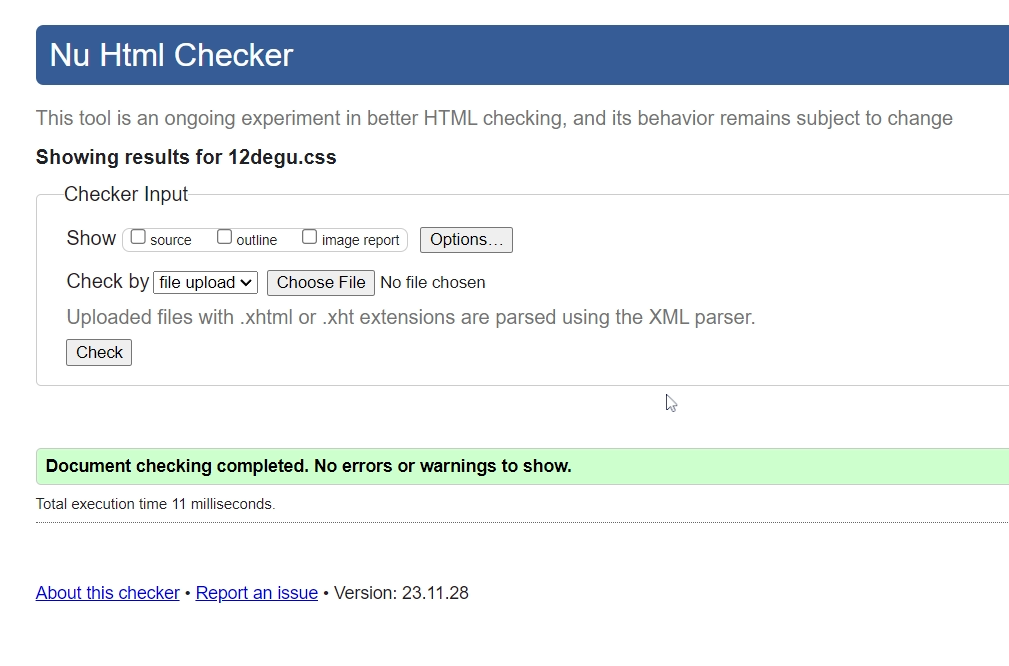 Nu Html Checker
This tool is an ongoing experiment in better HTML checking, and its behavior remains subject to change
Showing results for 12degu.css
Checker Input
Show source outline image report Options...
Check by file upload Choose File No file chosen
Uploaded files with .xhtml or .xht extensions are parsed using the XML parser.
Check
Document checking completed. No errors or warnings to show.
Total execution time 11 milliseconds.
About this checker • Report an issue • Version: 23.11.28